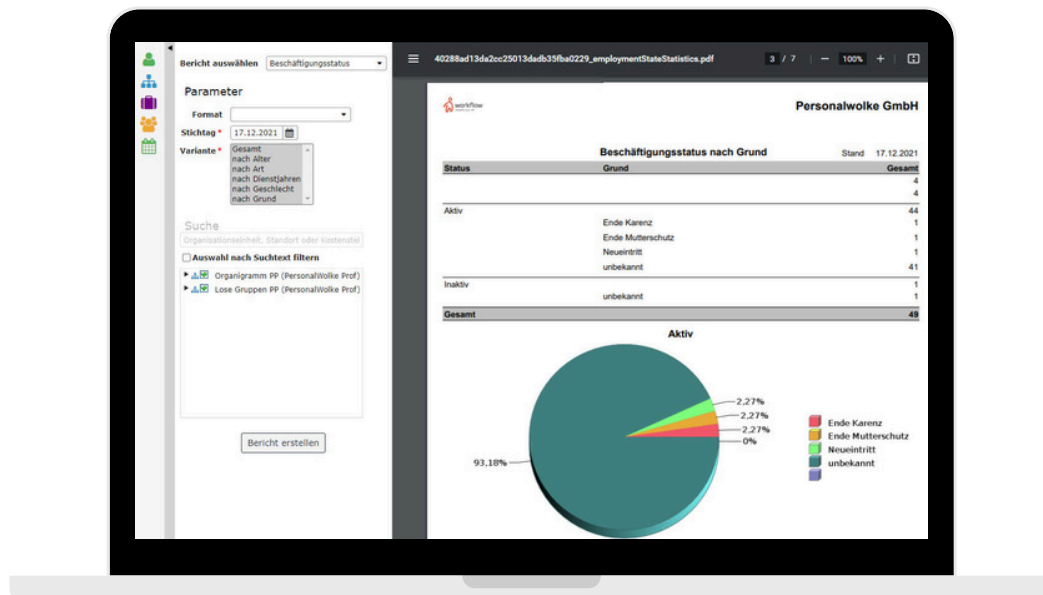 Bericht auswählen Beschäftigungsstatus
Parameter
Format
Stichtag * 17.12.2021
Variante * Gesamt
nach Alter
nach Art
nach Dienstjahren
nach Geschlecht
nach Grund
Suche
Organisationseinheit, Standort oder Kostenstel
Auswahl nach Suchtext filtern
Organigramm PP (PersonalWolke Prof)
Lose Gruppen PP (PersonalWolke Prof)
Bericht erstellen
40288ad13da2cc25013dadb35fba0229_employmentStateStatistics.pdf 3 / 7 100%
workflow
Personalwolke GmbH
Beschäftigungsstatus nach Grund Stand 17.12.2021
Status Grund Gesamt
4
4
Aktiv 44
Ende Karenz 1
Ende Mutterschutz 1
Neueintritt 1
unbekannt 41
Inaktiv 1
unbekannt 1
Gesamt 49
Aktiv
2,27%
2,27%
2,27%
0%
93,18%
Ende Karenz
Ende Mutterschutz
Neueintritt
unbekannt